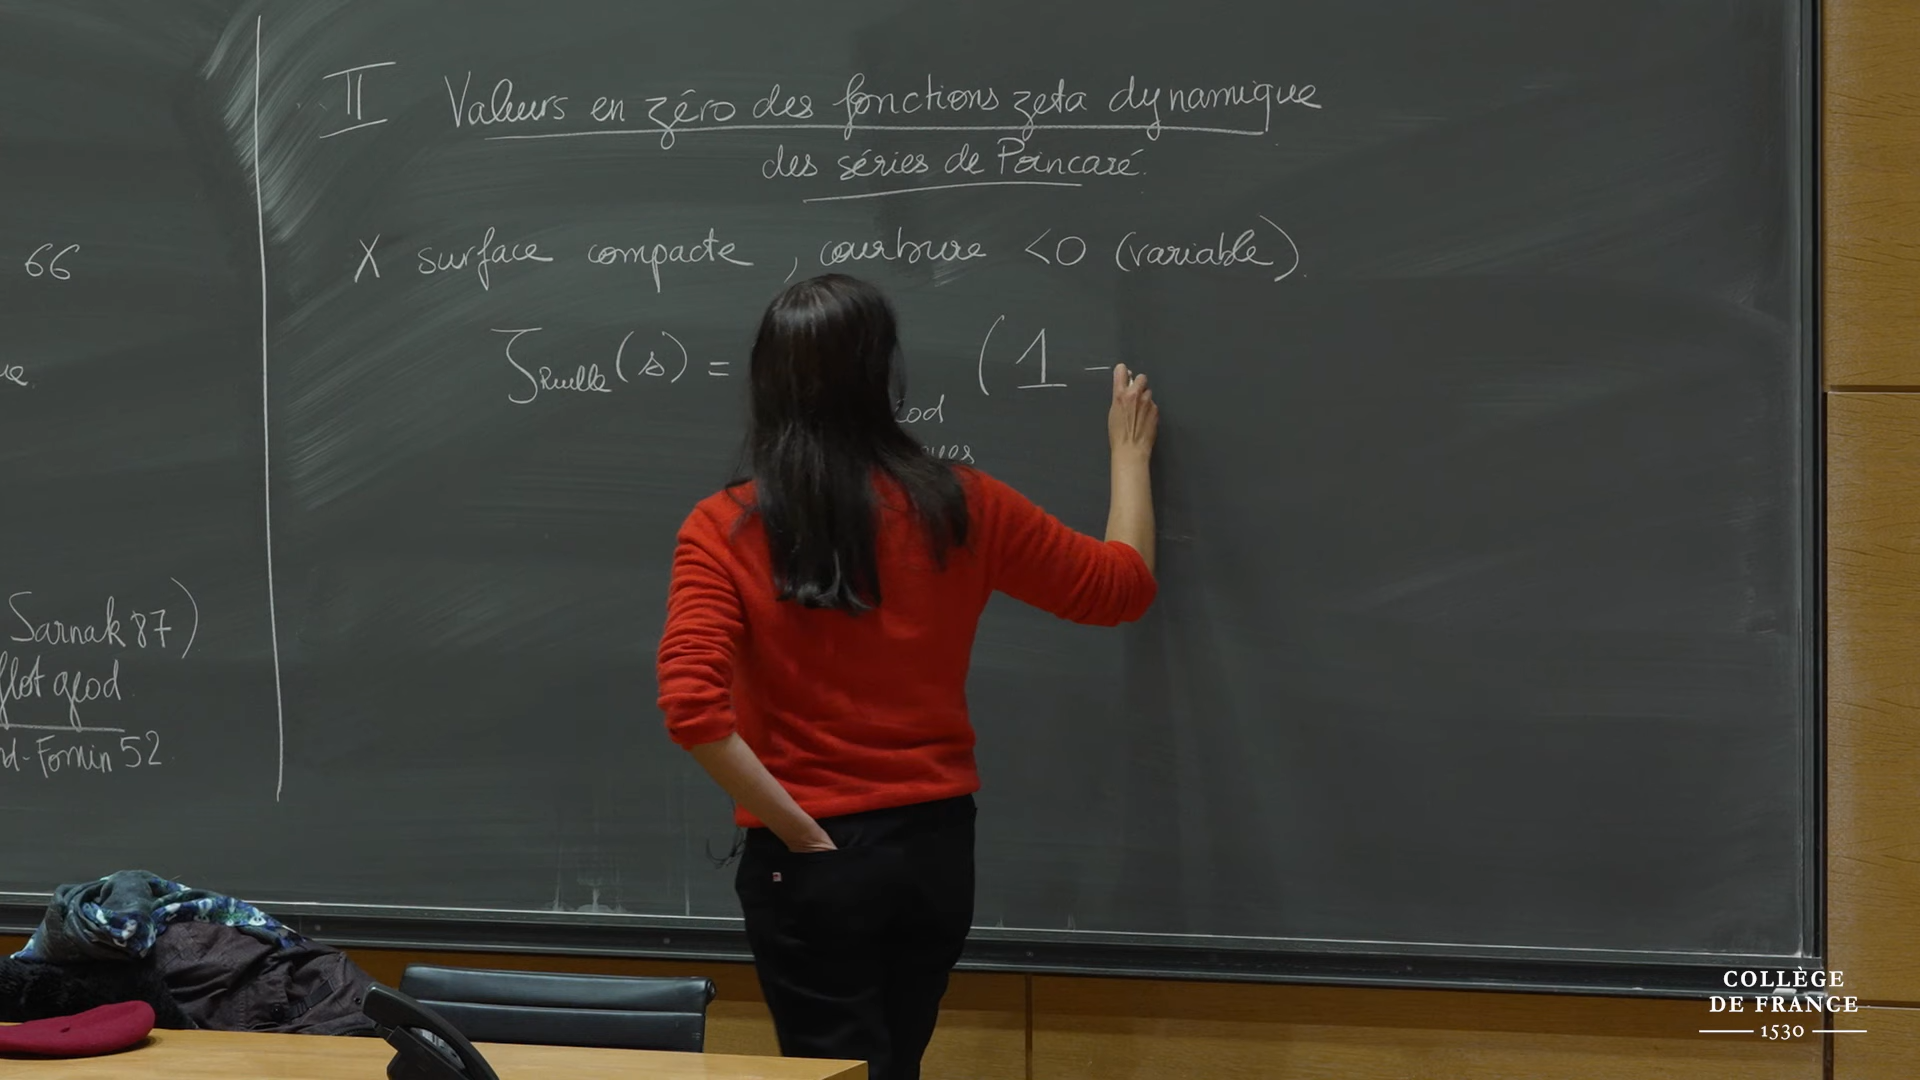 66
Sarnak 87)
flot géod
Fomin 52
II Valeurs en zéro des fonctions zeta dynamique
des séries de Poincaré.
X surface compacte, courbure <0 (variable).
ζRuelle(s) = (1 -
COLLÈGE
DE FRANCE
1530